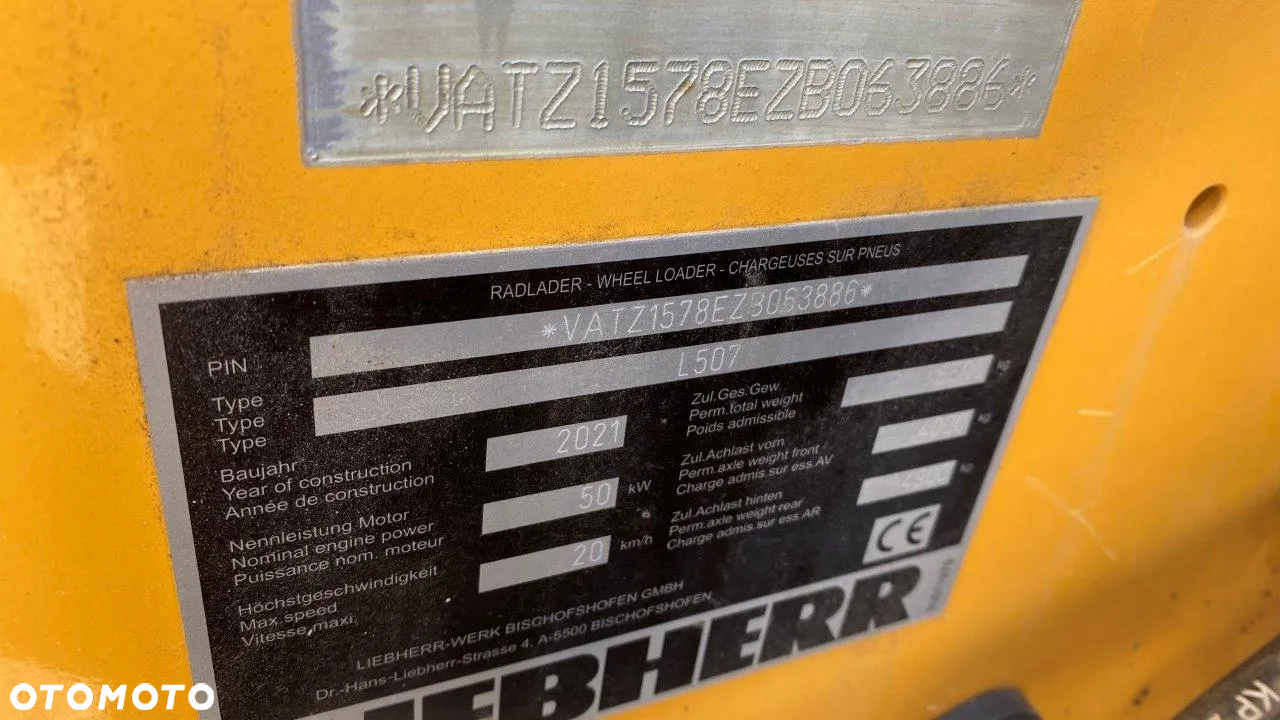 *VATZ1578EZB063886*
RADLADER - WHEEL LOADER - CHARGEUSES SUR PNEUS
PIN *VATZ1578EZB063886*
Type
Type L507
Type
Baujahr
Year of construction 2021
Année de construction
Nennleistung Motor
Nominal engine power 50 kW
Puissance nom. moteur
Höchstgeschwindigkeit
Max.speed 20 km/h
Vitesse maxi.
Zul.Ges.Gew.
Perm.total weight kg
Poids admissible
Zul.Achlast vorn
Perm.axle weight front kg
Charge admis.sur ess.AV
Zul.Achlast hinten
Perm.axle weight rear kg
Charge admis.sur ess.AR
CE
LIEBHERR-WERK BISCHOFSHOFEN GMBH
Dr.-Hans-Liebherr-Strasse 4, A-5500 BISCHOFSHOFEN
LIEBHERR
KP
OTOMOTO